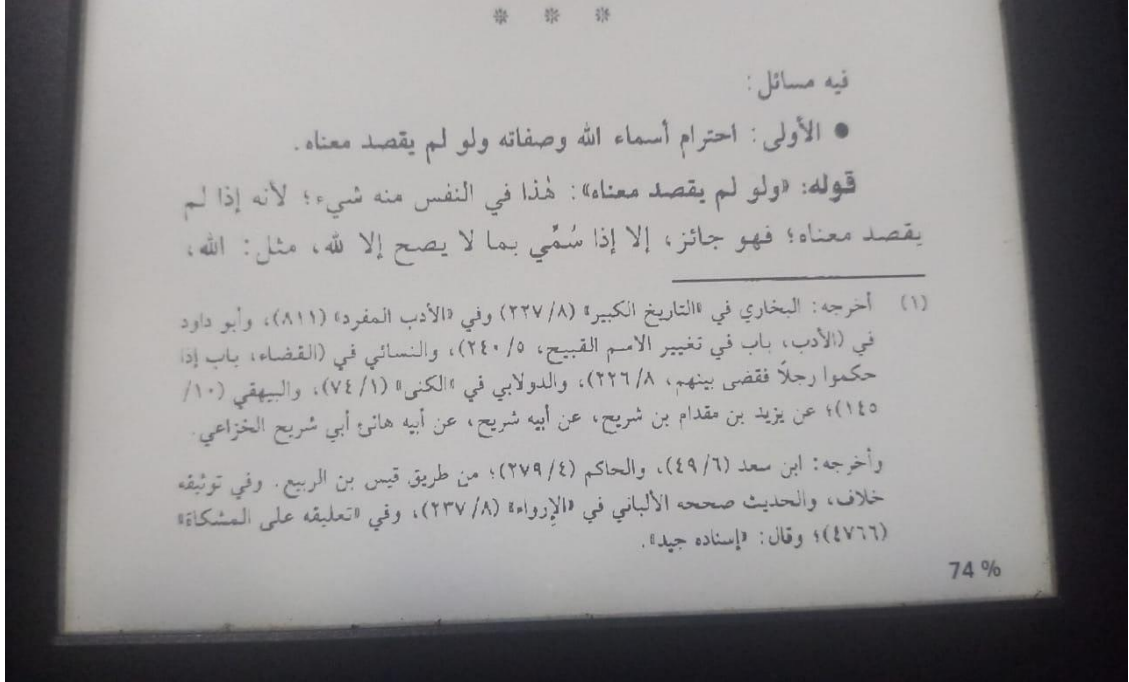 * * *
فيه مسائل:
● الأولى: احترام أسماء الله وصفاته ولو لم يقصد معناه.
قوله: «ولو لم يقصد معناه»: هٰذا في النفس منه شيء؛ لأنه إذا لم
يقصد معناه؛ فهو جائز، إلا إذا سُمِّي بما لا يصح إلا لله، مثل: الله،
(١) أخرجه: البخاري في «التاريخ الكبير» (٢٢٧/٨) وفي «الأدب المفرد» (٨١١)، وأبو داود
في (الأدب، باب في تغيير الاسم القبيح، ٢٤٠/٥)، والنسائي في (القضاء، باب إذا
حكموا رجلاً فقضى بينهم، ٢٢٦/٨)، والدولابي في «الكنى» (٧٤/١)، والبيهقي (١٠/
١٤٥)؛ عن يزيد بن مقدام بن شريح، عن أبيه شريح، عن أبيه هانئ أبي شريح الخزاعي.
وأخرجه: ابن سعد (٤٩/٦)، والحاكم (٢٧٩/٤)؛ من طريق قيس بن الربيع. وفي توثيقه
خلاف، والحديث صححه الألباني في «الإرواء» (٢٣٧/٨)، وفي «تعليقه على المشكاة»
(٤٧٦٦)؛ وقال: «إسناده جيد».
74 %